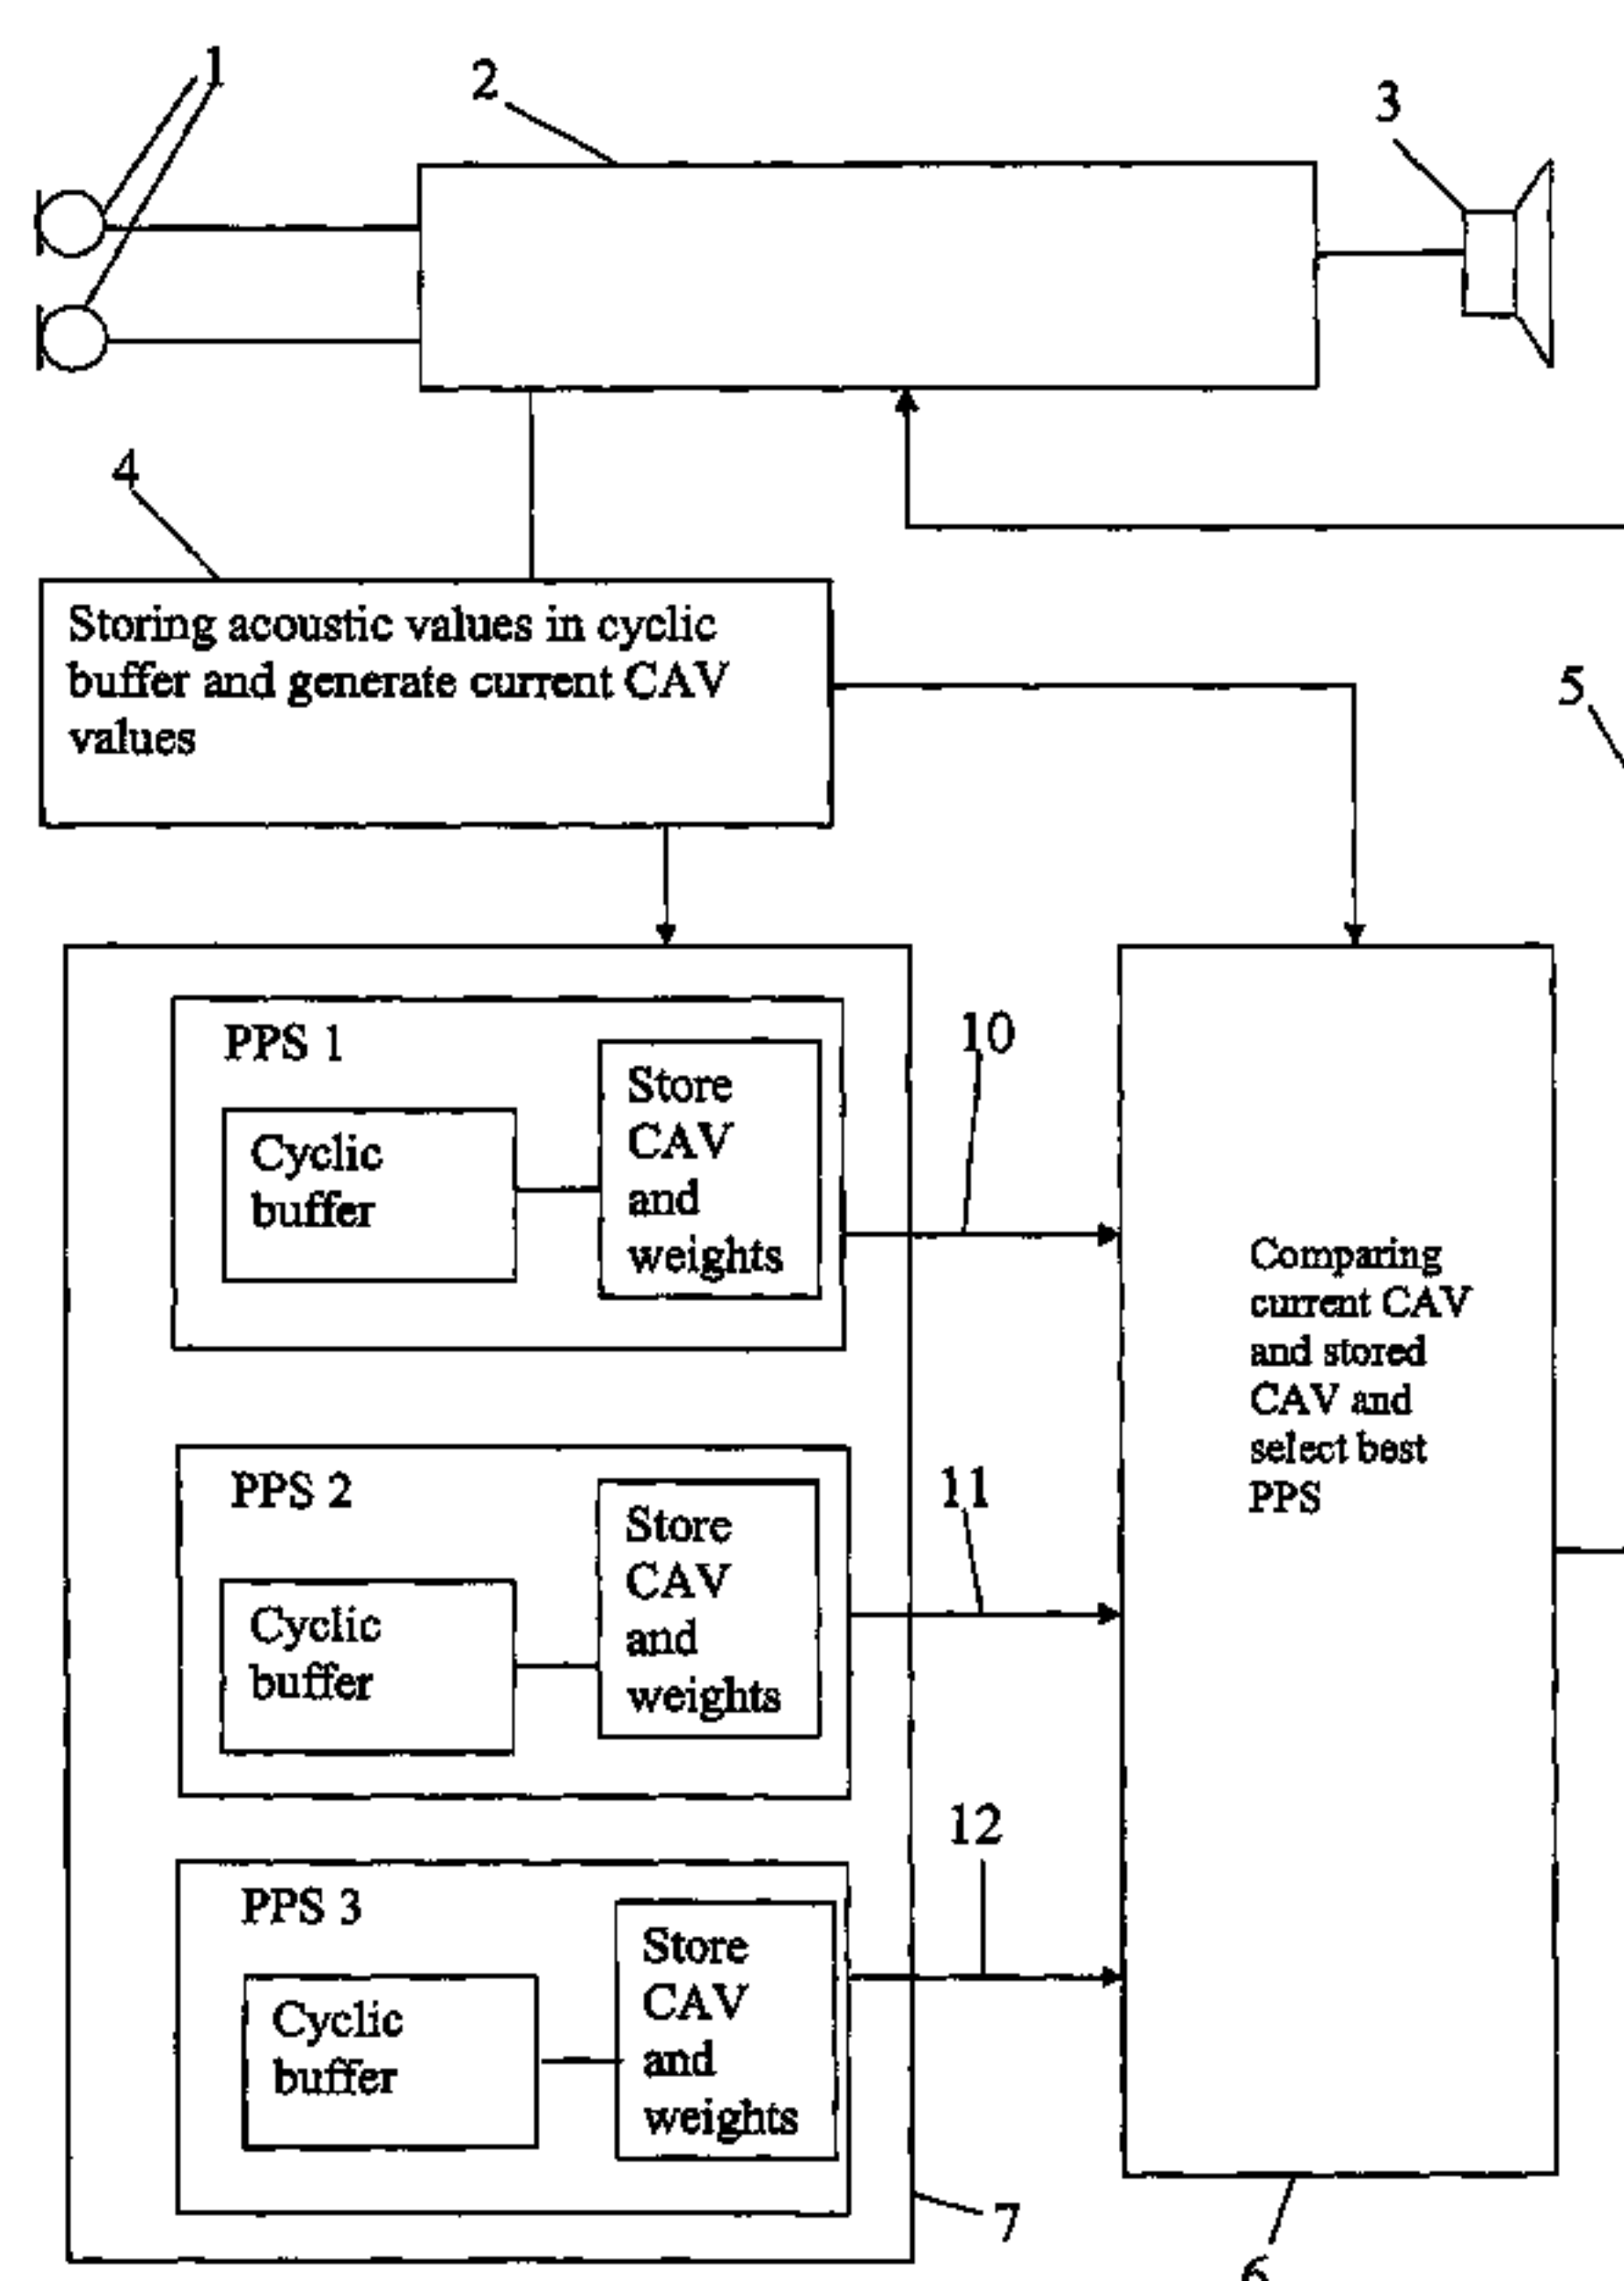 1
2
3
4
Storing acoustic values in cyclic
buffer and generate current CAV
values
5
PPS 1
Cyclic
buffer
Store
CAV
and
weights
10
PPS 2
Cyclic
buffer
Store
CAV
and
weights
11
PPS 3
Cyclic
buffer
Store
CAV
and
weights
12
Comparing
current CAV
and stored
CAV and
select best
PPS
7
6